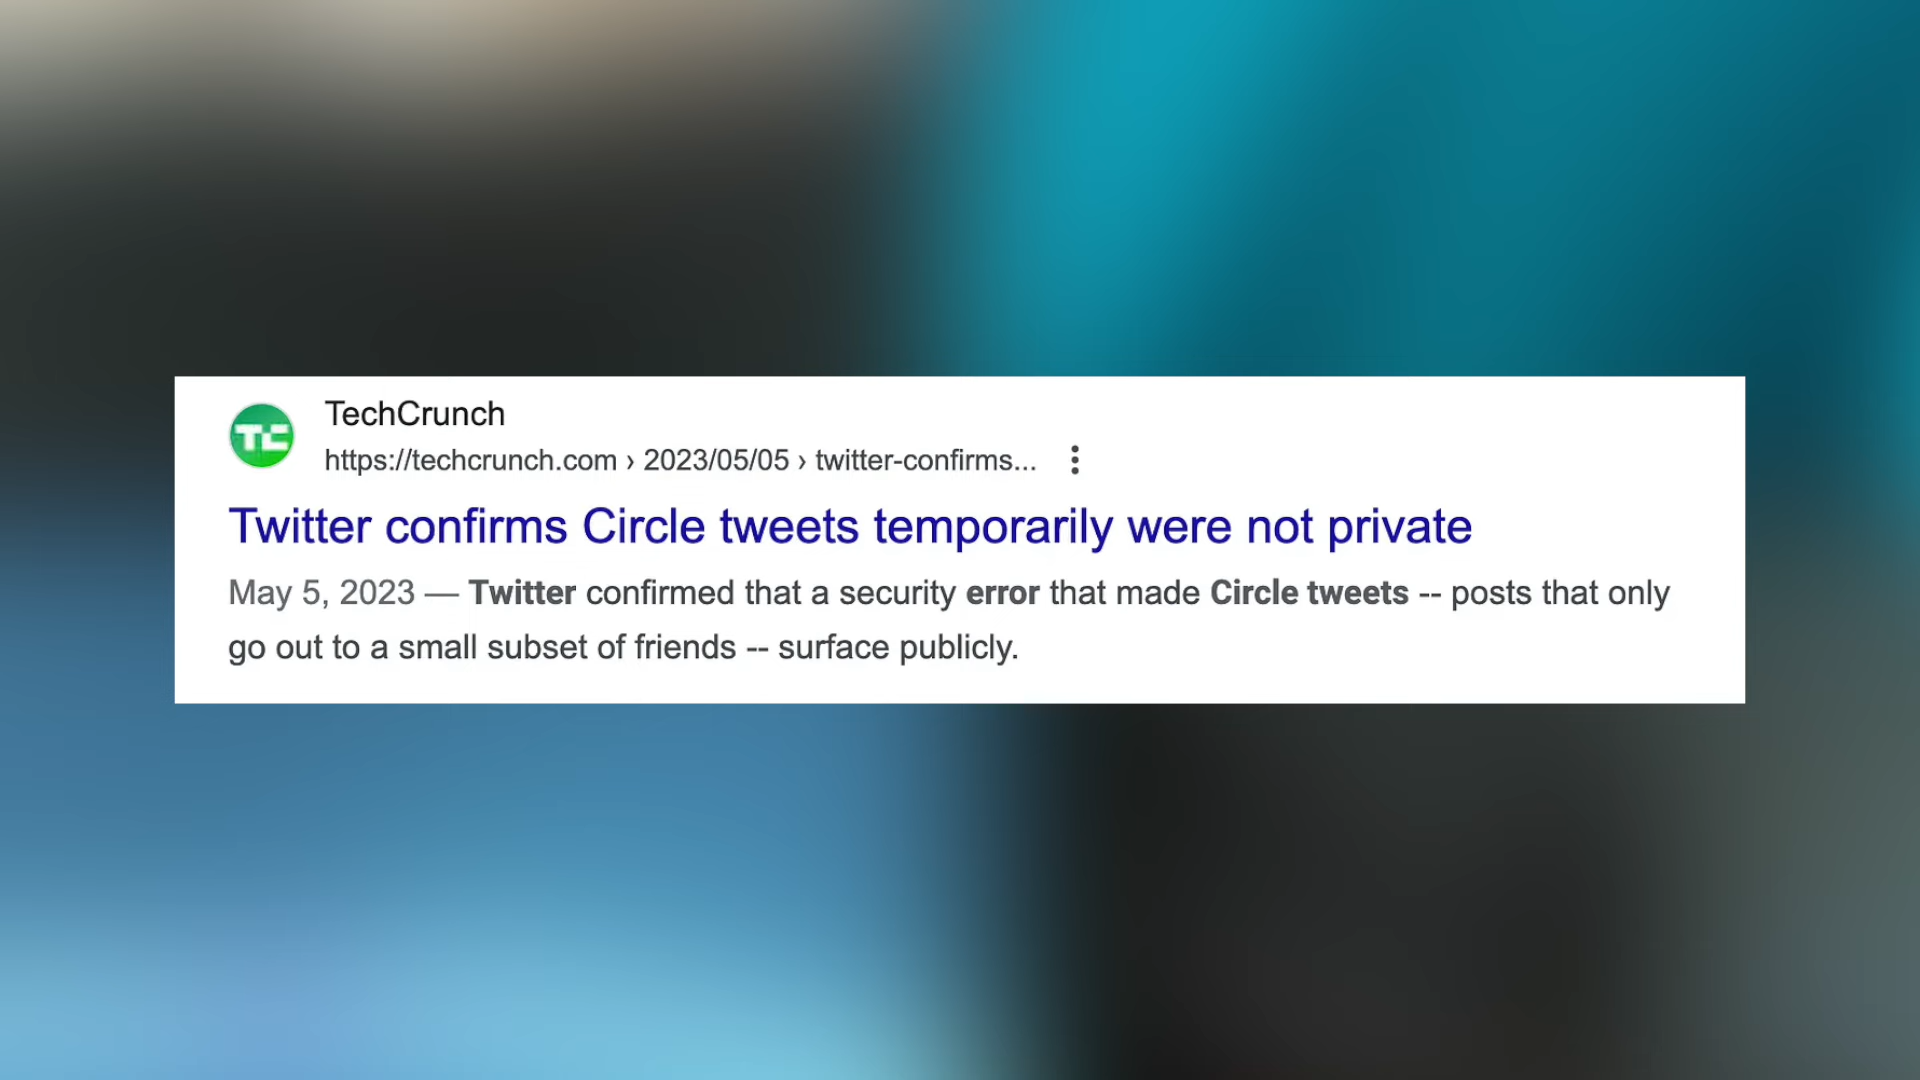 TC
TechCrunch
https://techcrunch.com › 2023/05/05 › twitter-confirms...
Twitter confirms Circle tweets temporarily were not private
May 5, 2023 — Twitter confirmed that a security error that made Circle tweets -- posts that only
go out to a small subset of friends -- surface publicly.